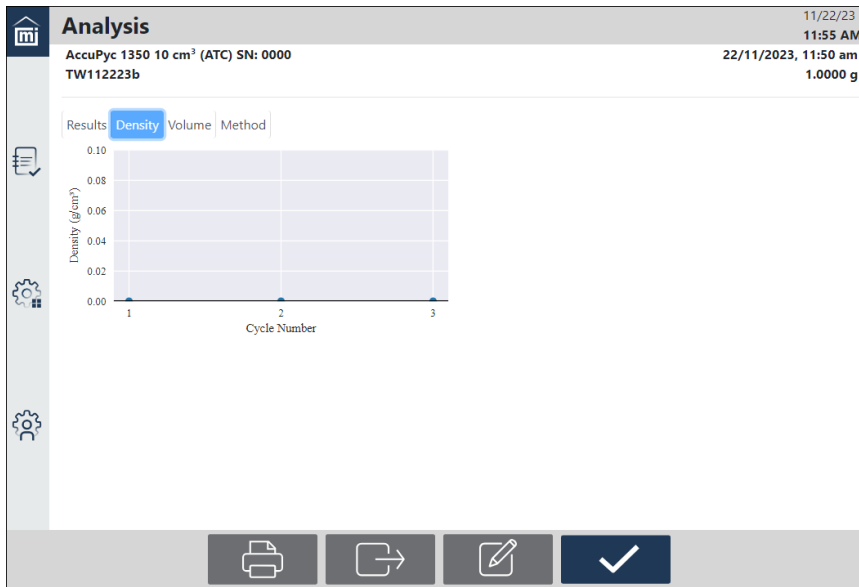 mi
Analysis
11/22/23
11:55 AM
AccuPyc 1350 10 cm³ (ATC) SN: 0000
22/11/2023, 11:50 am
TW112223b
1.0000 g
Results Density Volume Method
0.10
0.08
0.06
0.04
0.02
0.00
Density (g/cm³)
1 2 3
Cycle Number